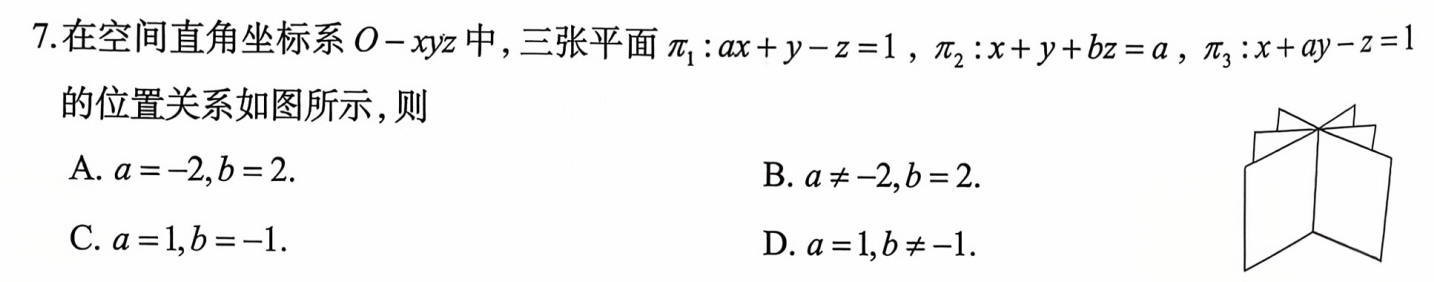 7.在空间直角坐标系 O－xyz 中,三张平面 π₁:ax+y−z=1, π₂:x+y+bz=a, π₃:x+ay−z=1
的位置关系如图所示,则
A. a=−2,b=2.
B. a≠−2,b=2.
C. a=1,b=−1.
D. a=1,b≠−1.